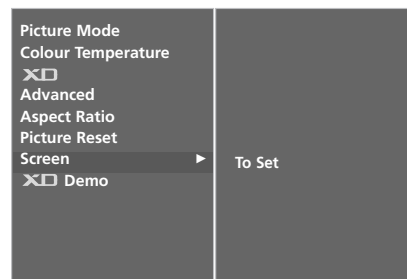 Picture Mode
Colour Temperature
XD
Advanced
Aspect Ratio
Picture Reset
Screen ►
To Set
XD Demo